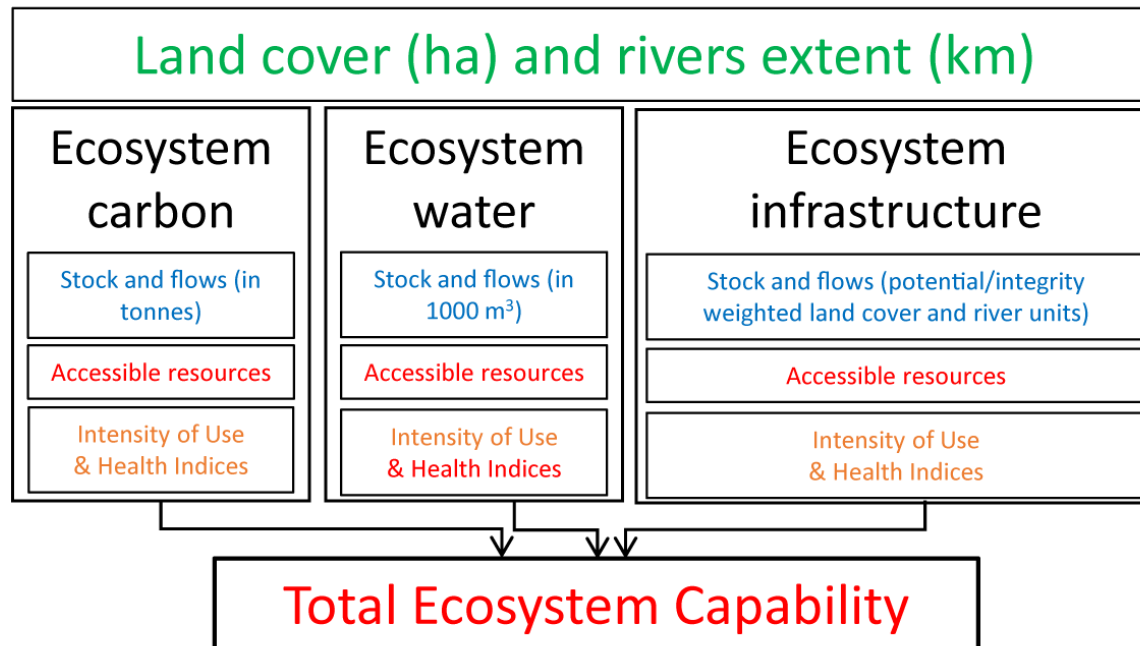 Land cover (ha) and rivers extent (km)
Ecosystem
carbon
Stock and flows (in
tonnes)
Accessible resources
Intensity of Use
& Health Indices
Ecosystem
water
Stock and flows (in
1000 m³)
Accessible resources
Intensity of Use
& Health Indices
Ecosystem
infrastructure
Stock and flows (potential/integrity
weighted land cover and river units)
Accessible resources
Intensity of Use
& Health Indices
Total Ecosystem Capability